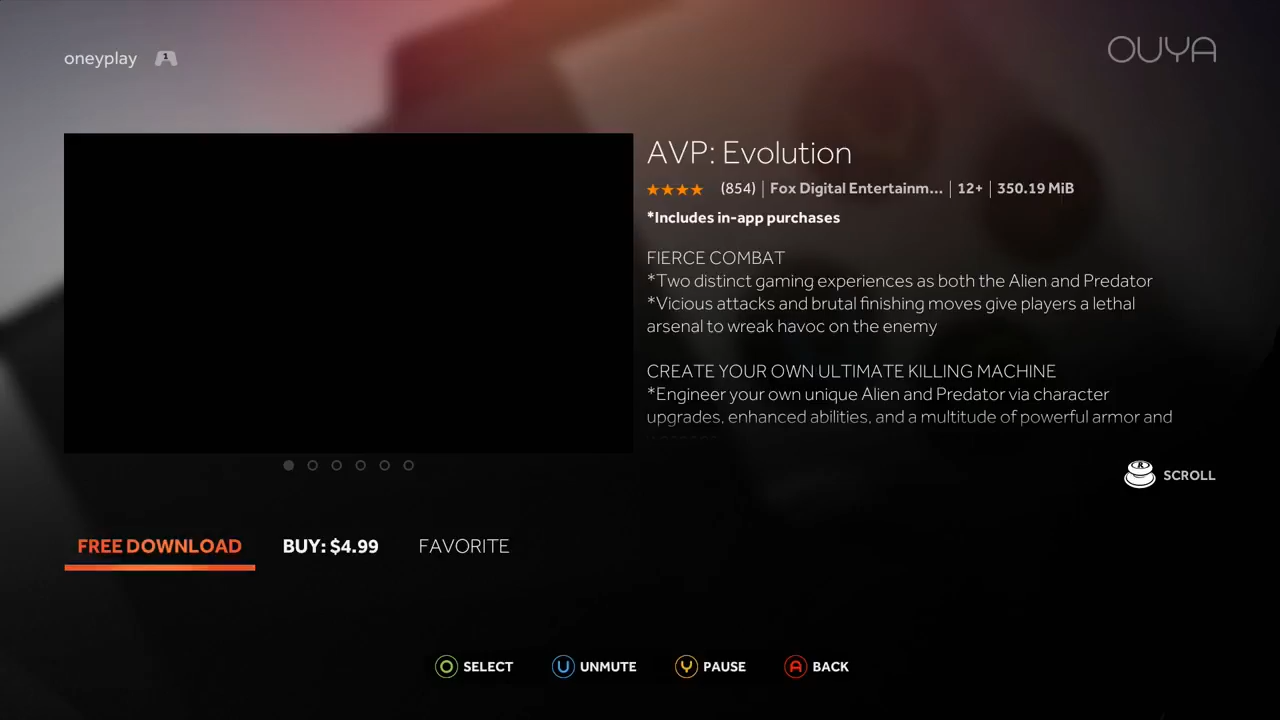 oneyplay
1
OUYA
AVP: Evolution
(854) | Fox Digital Entertainm... | 12+ | 350.19 MiB
*Includes in-app purchases
FIERCE COMBAT
*Two distinct gaming experiences as both the Alien and Predator
*Vicious attacks and brutal finishing moves give players a lethal
arsenal to wreak havoc on the enemy
CREATE YOUR OWN ULTIMATE KILLING MACHINE
*Engineer your own unique Alien and Predator via character
upgrades, enhanced abilities, and a multitude of powerful armor and
R SCROLL
FREE DOWNLOAD BUY: $4.99 FAVORITE
O SELECT U UNMUTE Y PAUSE A BACK